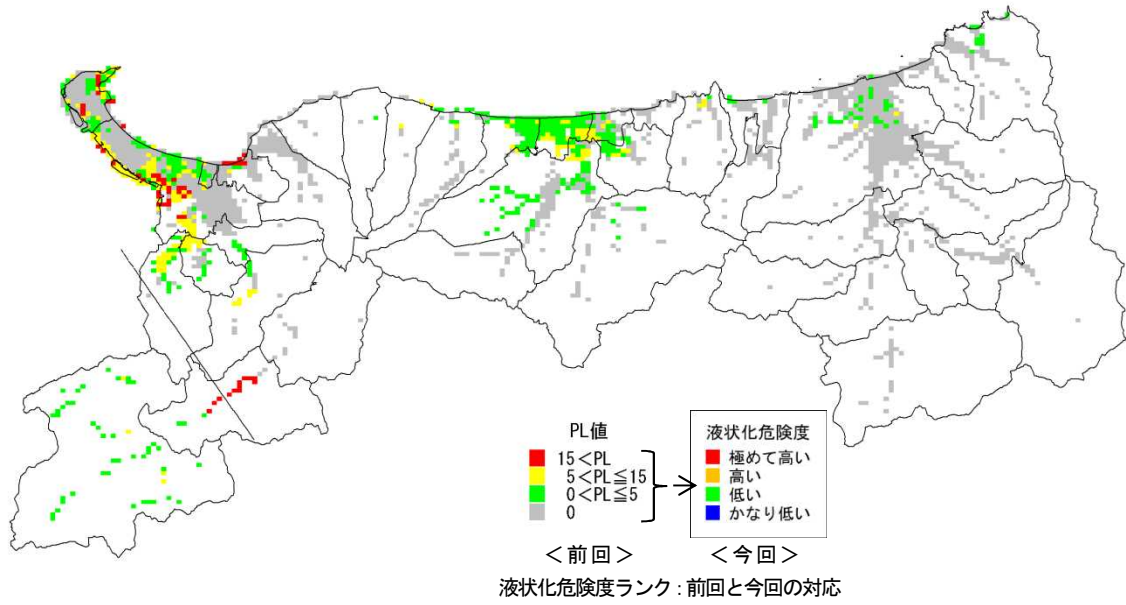 PL値
15<PL
5<PL≦15
0<PL≦5
0
液状化危険度
極めて高い
高い
低い
かなり低い
<前回>
<今回>
液状化危険度ランク:前回と今回の対応